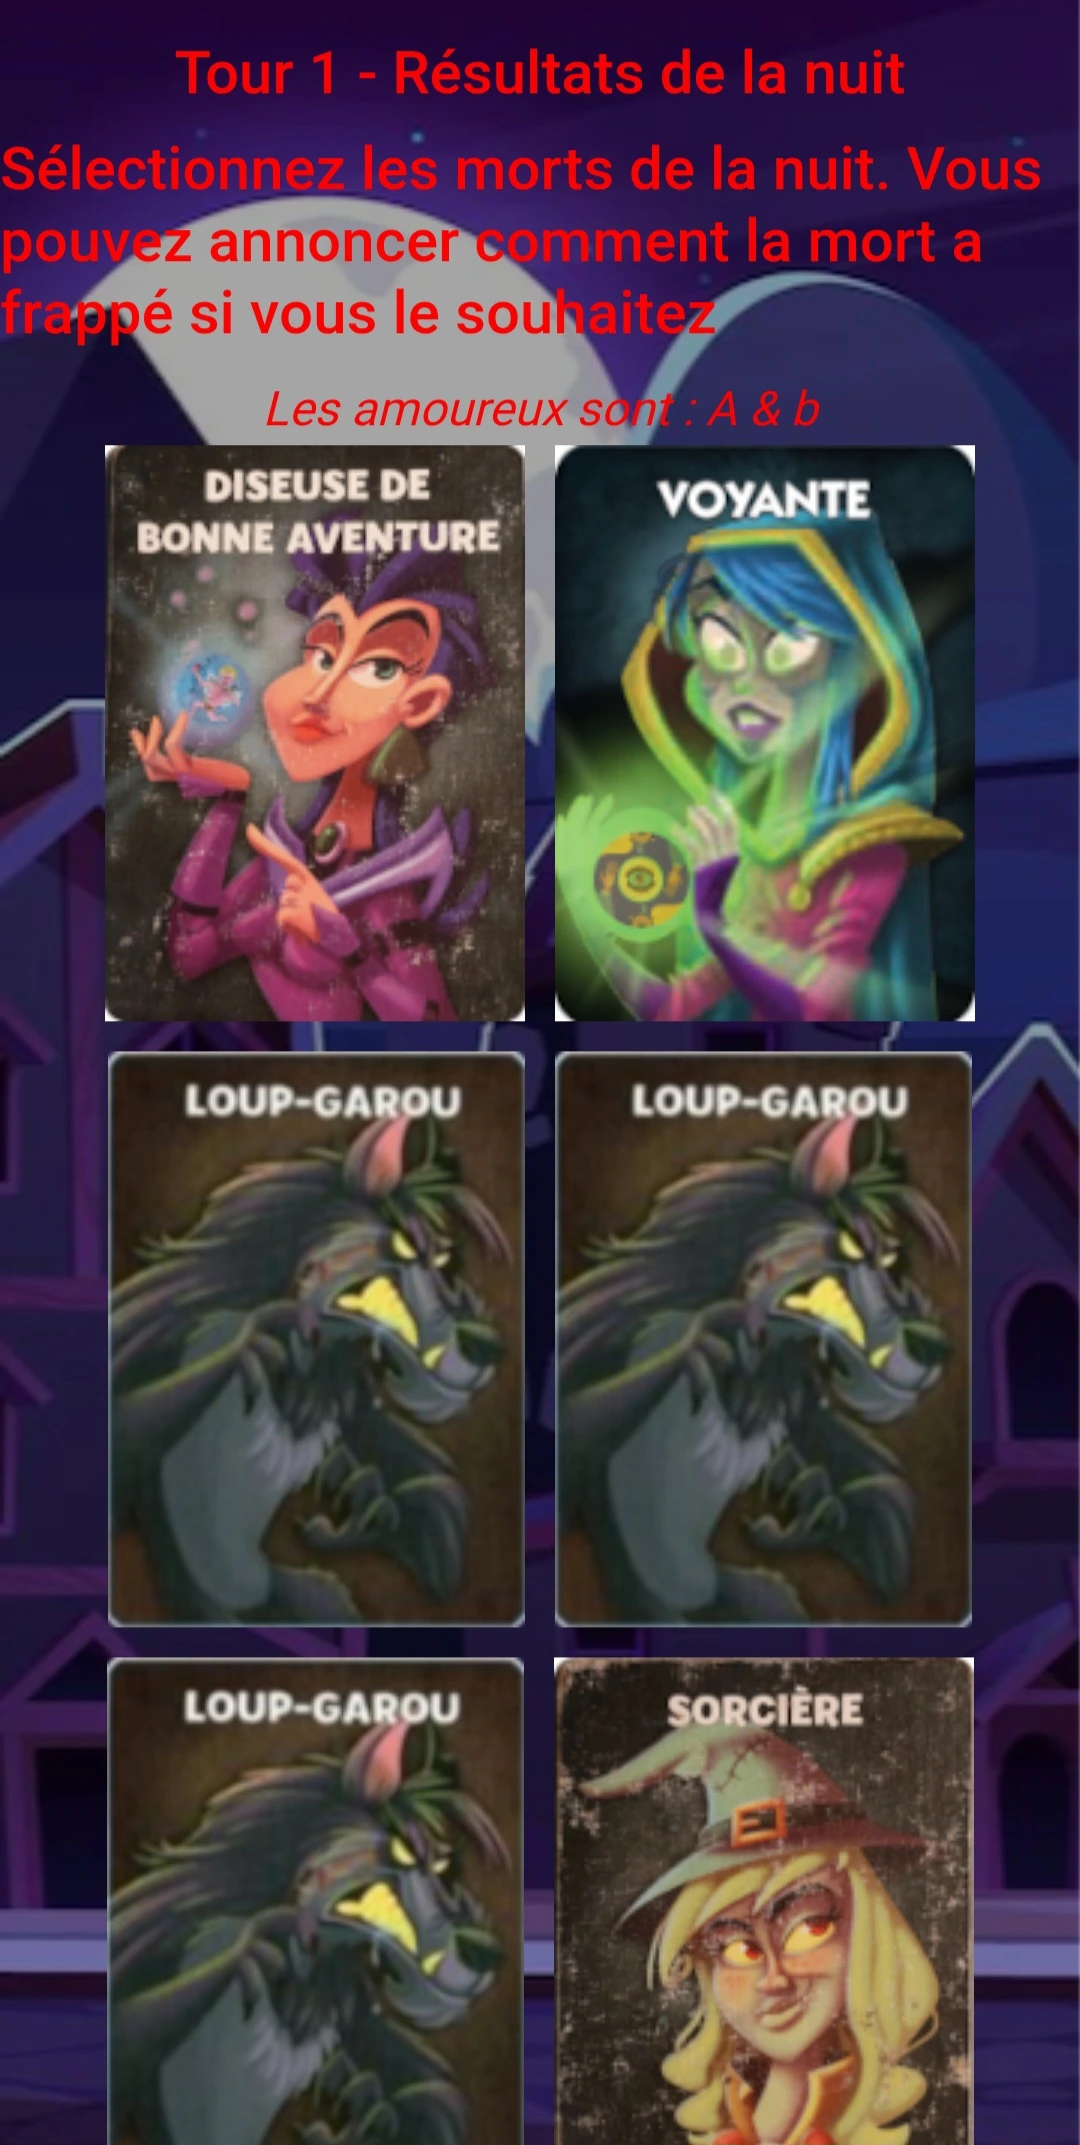 Tour 1 - Résultats de la nuit
Sélectionnez les morts de la nuit. Vous
pouvez annoncer comment la mort a
frappé si vous le souhaitez
Les amoureux sont : A & b
DISEUSE DE
BONNE AVENTURE
VOYANTE
LOUP-GAROU
LOUP-GAROU
LOUP-GAROU
SORCIÈRE